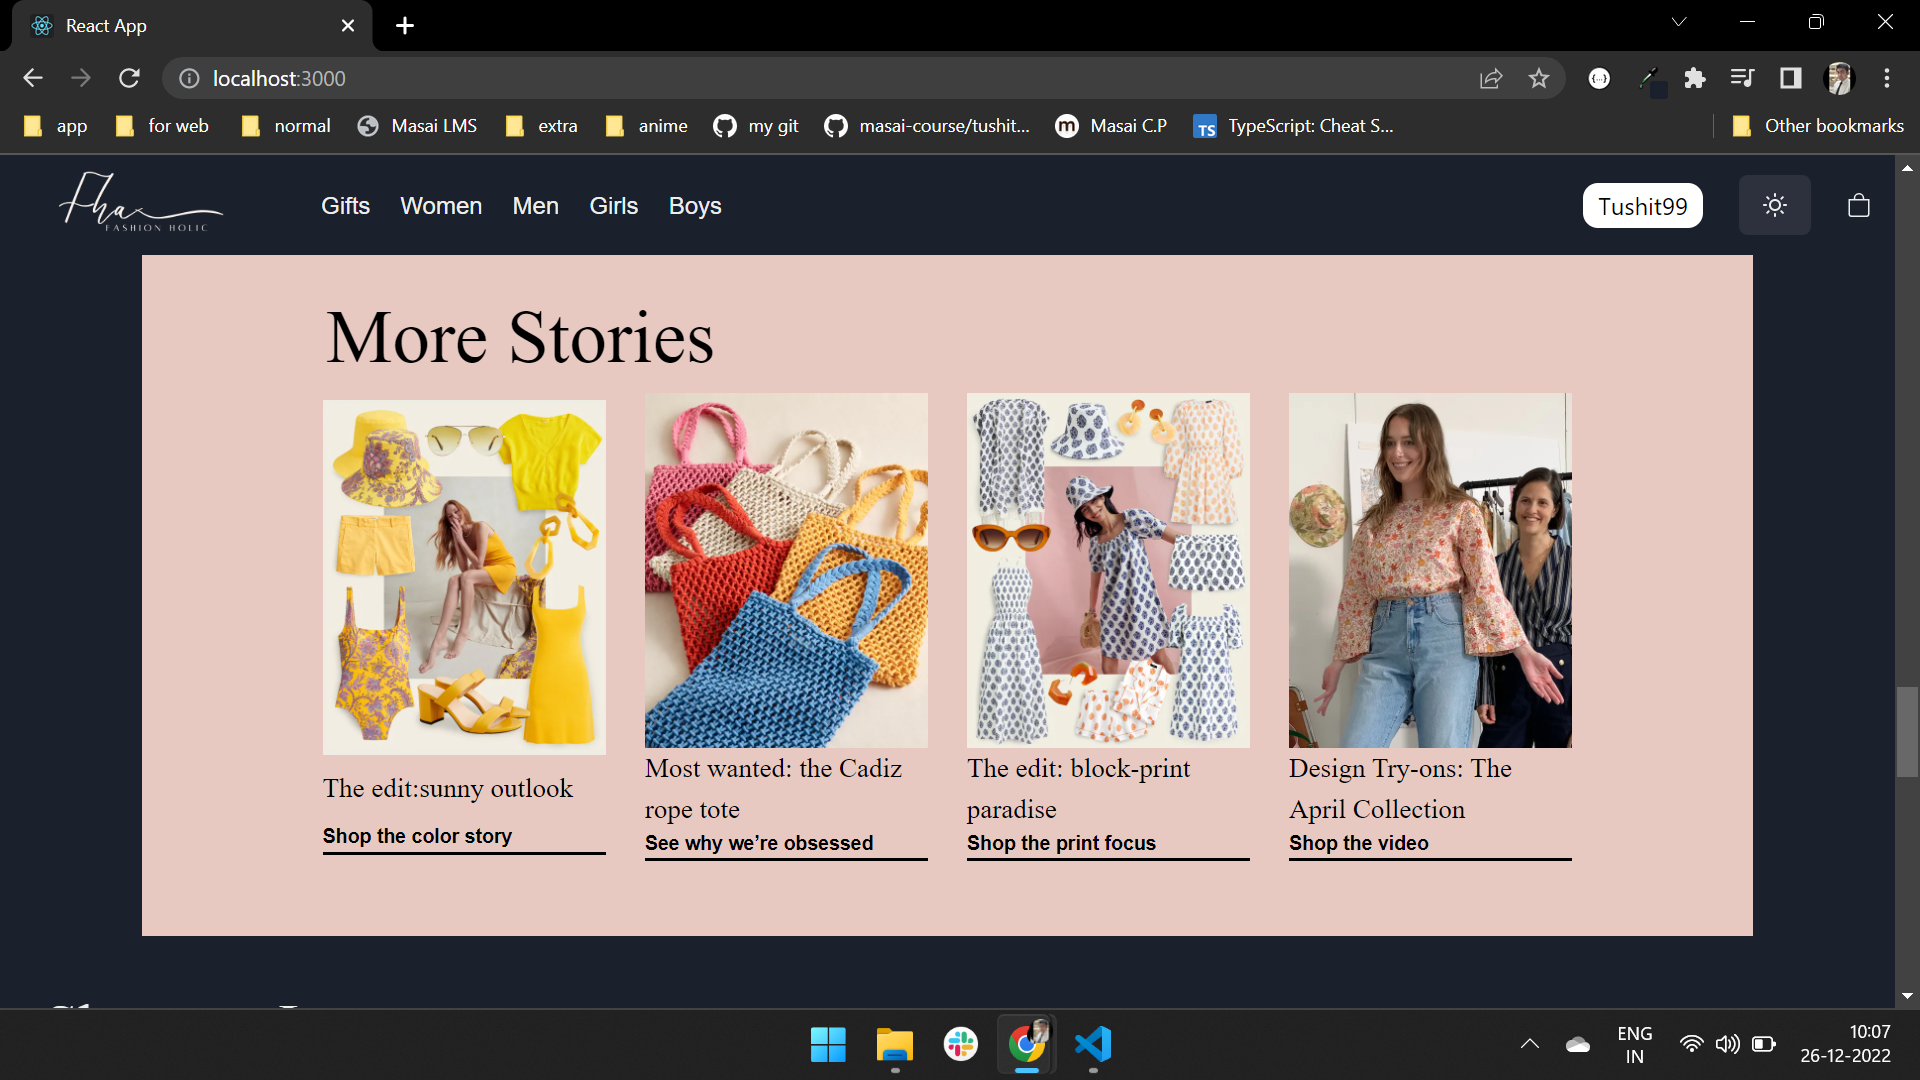 React App
localhost:3000
app
for web
normal
Masai LMS
extra
anime
my git
masai-course/tushit...
Masai C.P
TS
TypeScript: Cheat S...
Other bookmarks
Fha
FASHION HOLIC
Gifts
Women
Men
Girls
Boys
Tushit99
More Stories
The edit:sunny outlook
Shop the color story
Most wanted: the Cadiz
rope tote
See why we’re obsessed
The edit: block-print
paradise
Shop the print focus
Design Try-ons: The
April Collection
Shop the video
ENG
IN
10:07
26-12-2022